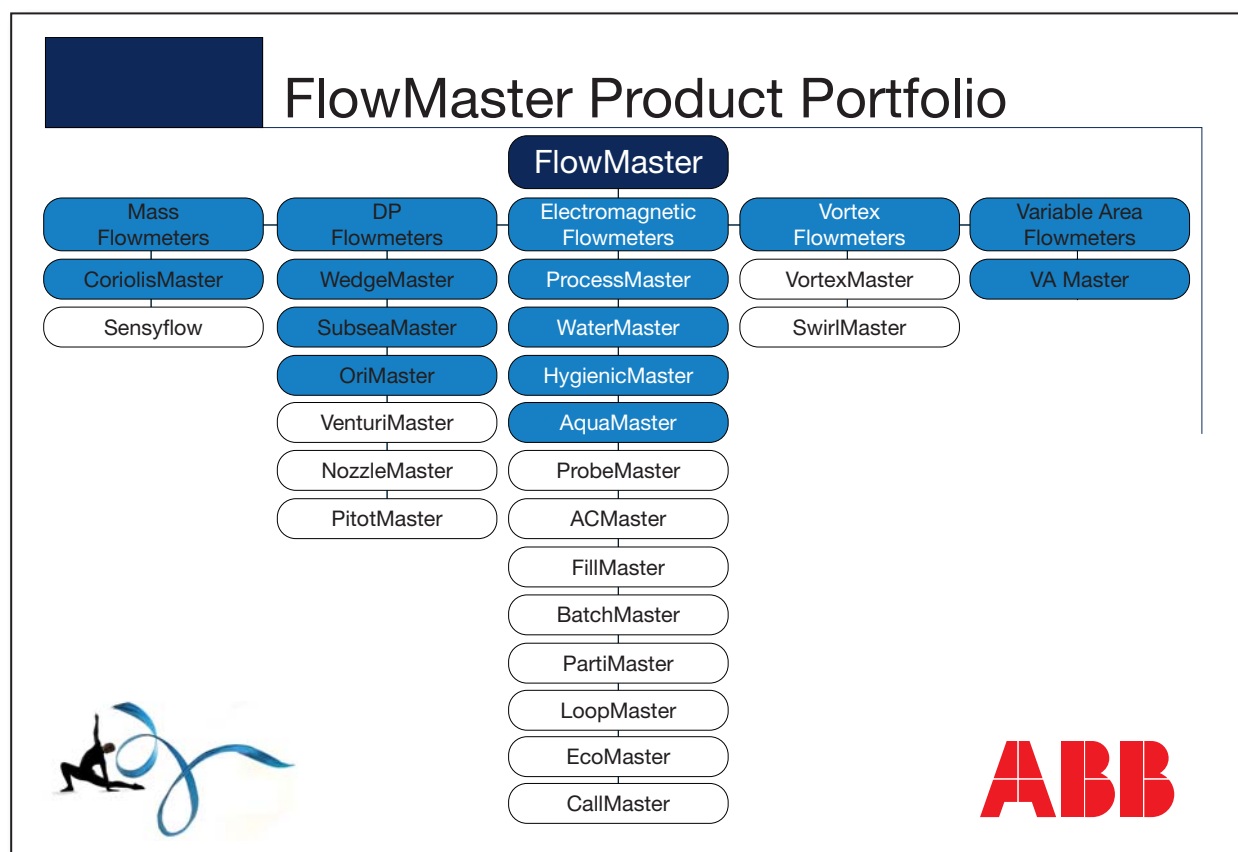 FlowMaster Product Portfolio
FlowMaster
Mass
Flowmeters
CoriolisMaster
Sensyflow
DP
Flowmeters
WedgeMaster
SubseaMaster
OriMaster
VenturiMaster
NozzleMaster
PitotMaster
Electromagnetic
Flowmeters
ProcessMaster
WaterMaster
HygienicMaster
AquaMaster
ProbeMaster
ACMaster
FillMaster
BatchMaster
PartiMaster
LoopMaster
EcoMaster
CallMaster
Vortex
Flowmeters
VortexMaster
SwirlMaster
Variable Area
Flowmeters
VA Master
ABB